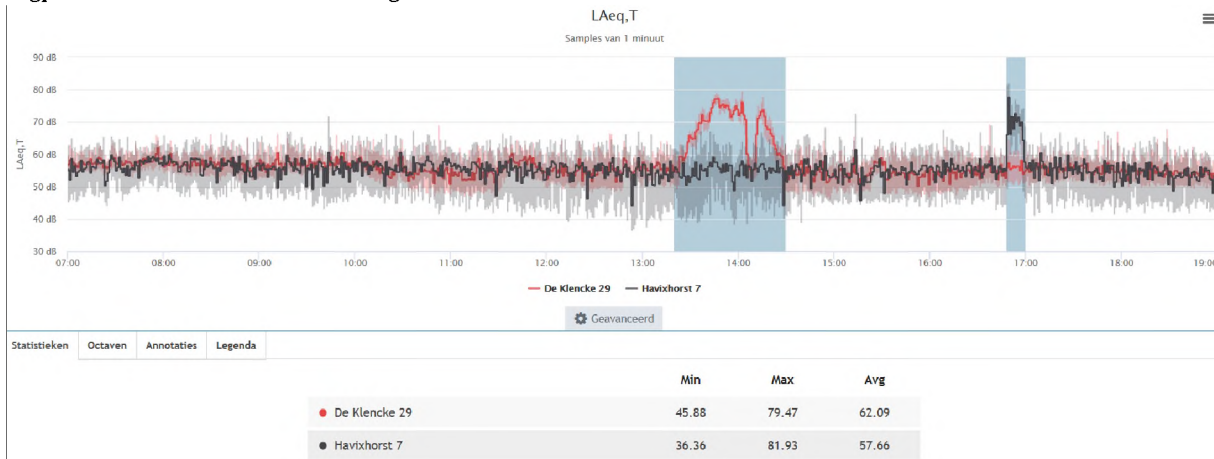 LAeq,T
Samples van 1 minuut
90 dB
80 dB
70 dB
60 dB
50 dB
40 dB
30 dB
LAeq,T
07:00 08:00 09:00 10:00 11:00 12:00 13:00 14:00 15:00 16:00 17:00 18:00 19:00
De Klencke 29 Havixhorst 7
Geavanceerd
Statistieken Octaven Annotaties Legenda
Min Max Avg
De Klencke 29 45.88 79.47 62.09
Havixhorst 7 36.36 81.93 57.66